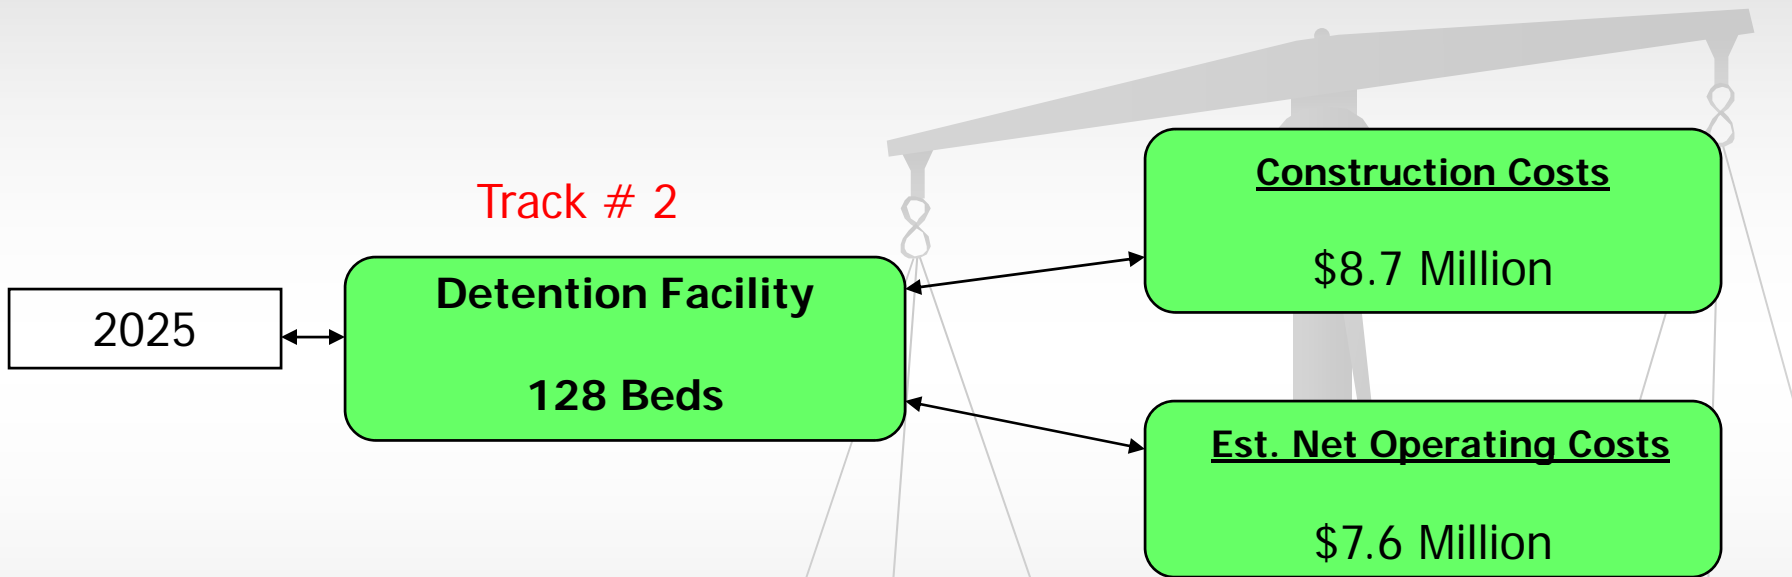 Track # 2
2025
Detention Facility
128 Beds
Construction Costs
$8.7 Million
Est. Net Operating Costs
$7.6 Million